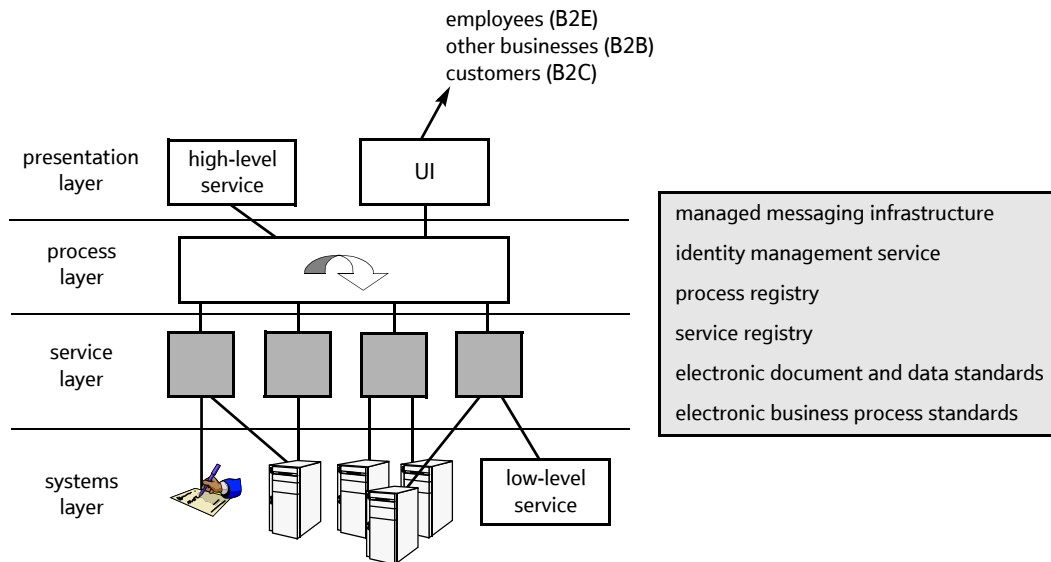 employees (B2E)
other businesses (B2B)
customers (B2C)
presentation
layer
high-level
service
UI
process
layer
service
layer
systems
layer
low-level
service
managed messaging infrastructure
identity management service
process registry
service registry
electronic document and data standards
electronic business process standards